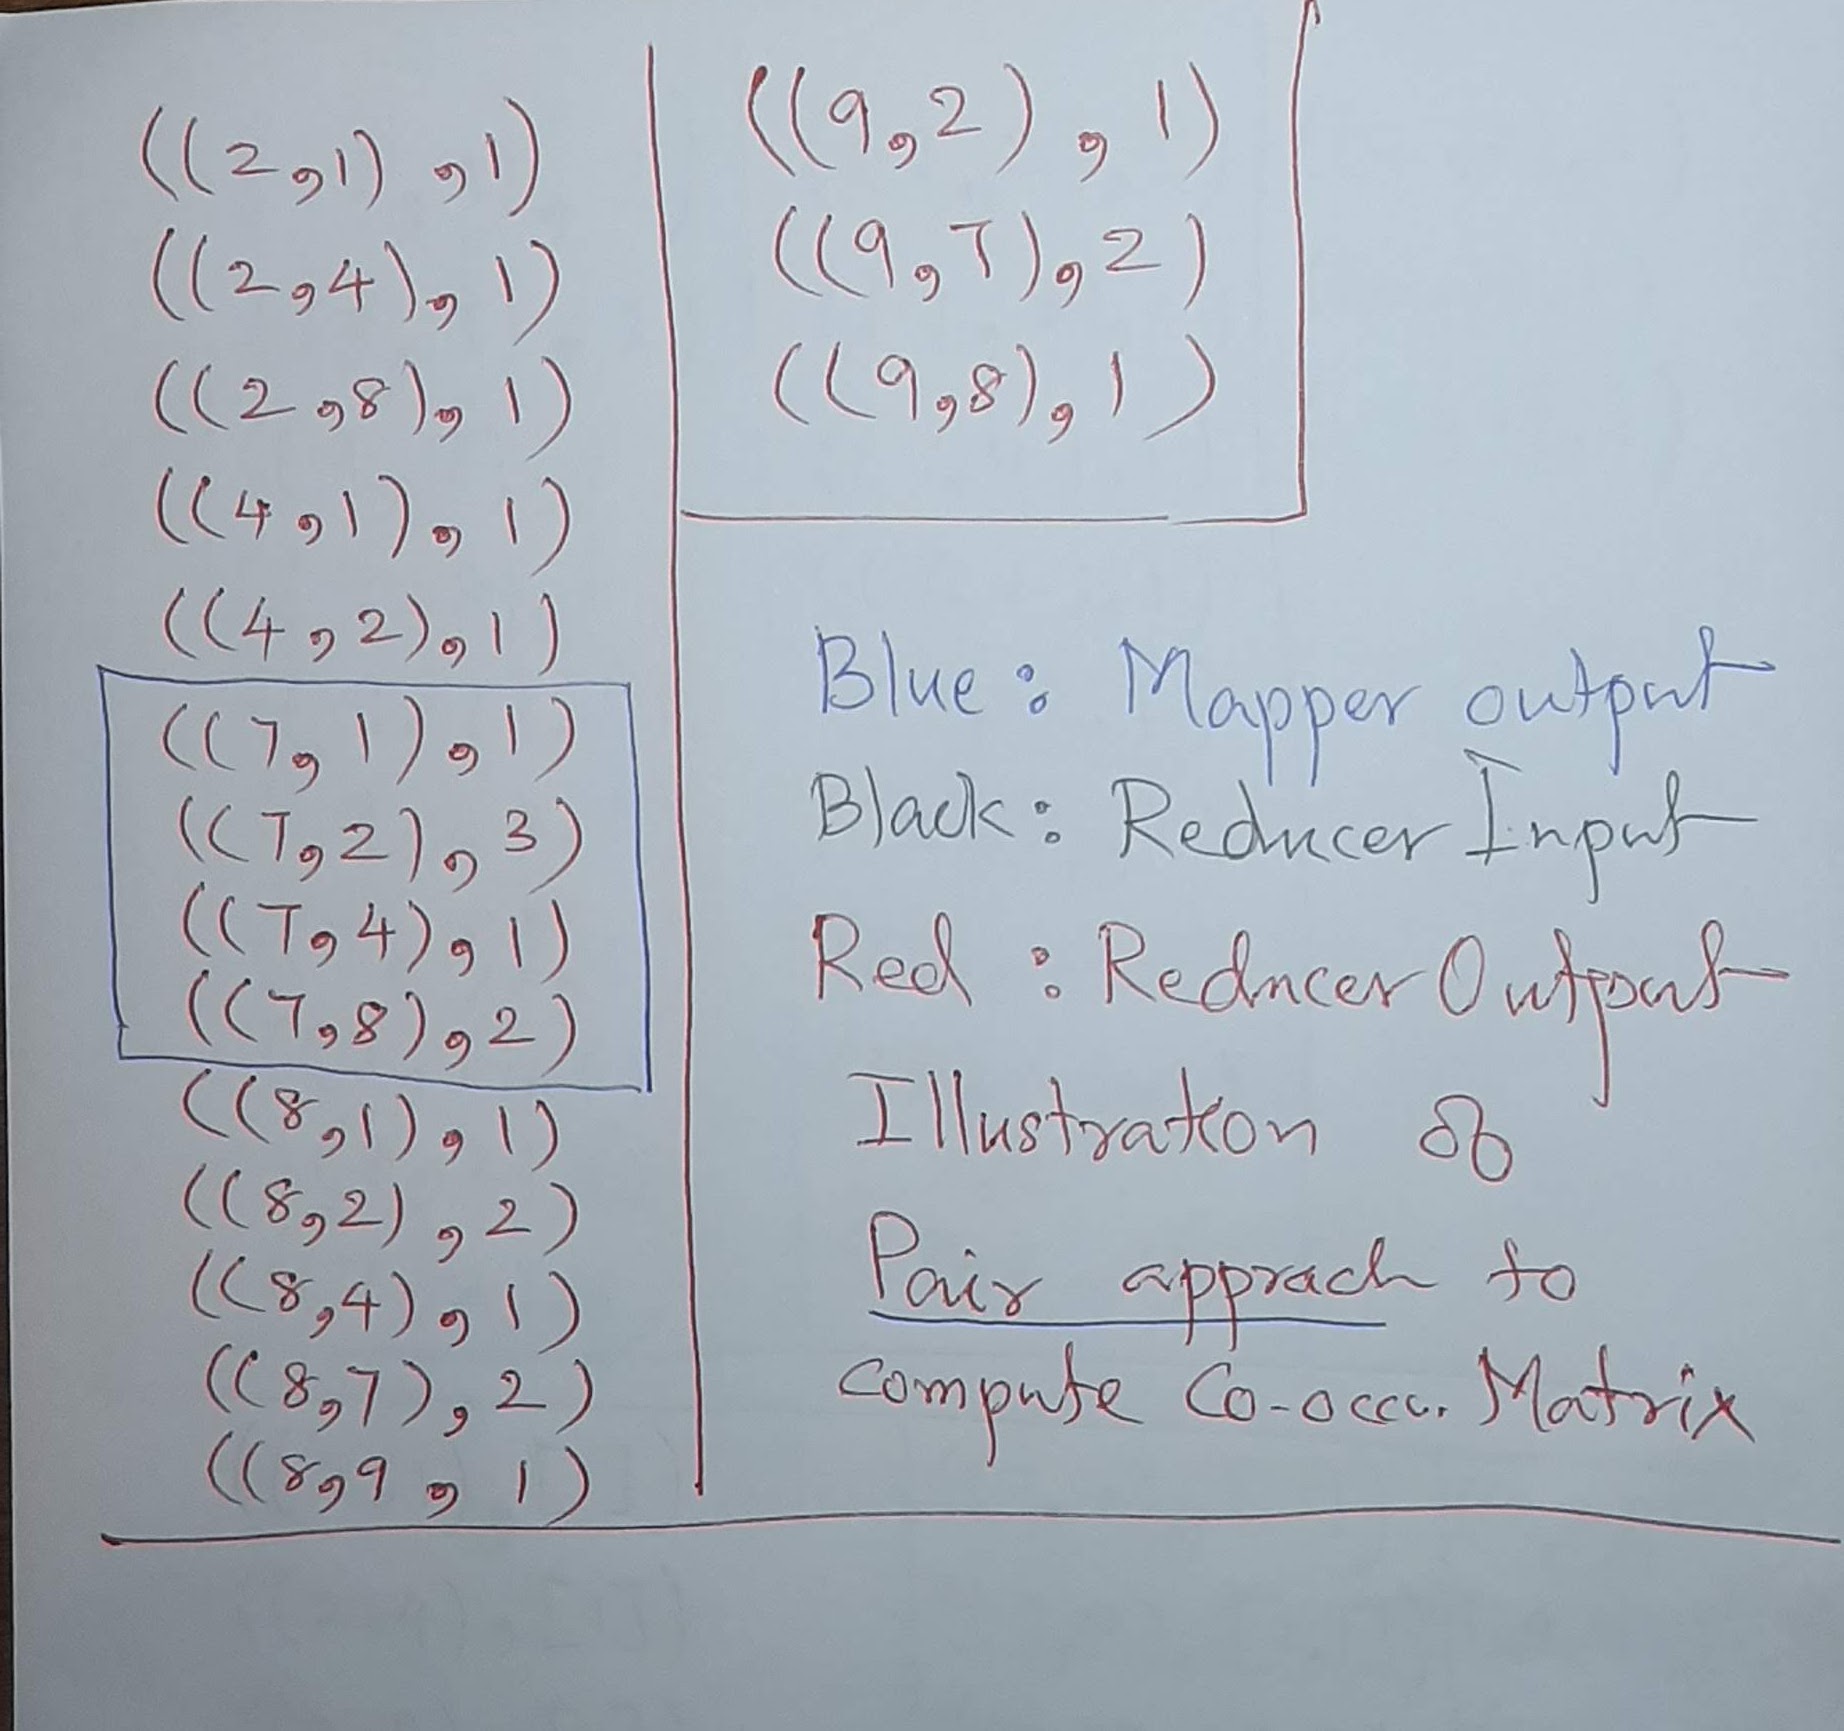 ((2,1),1)
((2,4),1)
((2,8),1)
((4,1),1)
((4,2),1)
((7,1),1)
((7,2),3)
((7,4),1)
((7,8),2)
((8,1),1)
((8,2),2)
((8,4),1)
((8,7),2)
((8,9,1)
((9,2),1)
((9,7),2)
((9,8),1)
Blue: Mapper output
Black: Reducer Input
Red: Reducer Output
Illustration of
Pair apprach to
compute Co-occu. Matrix